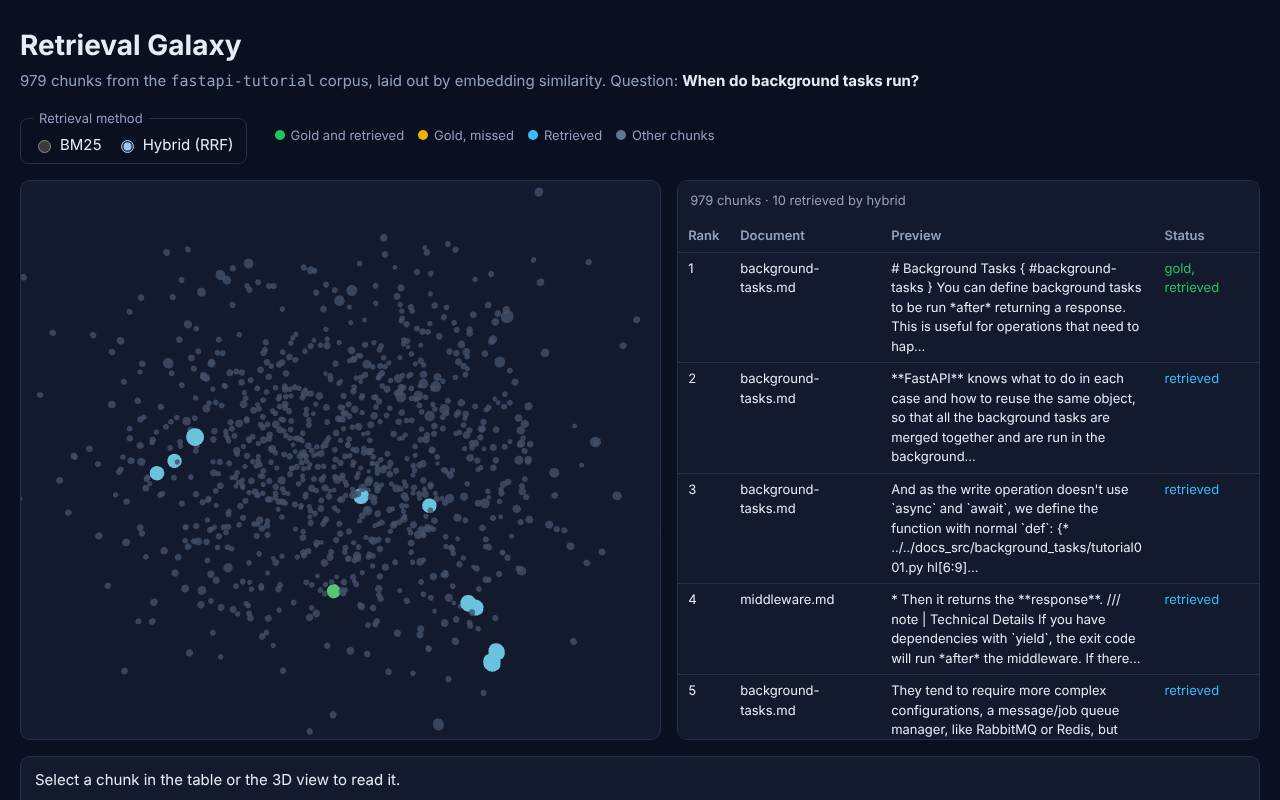 Retrieval Galaxy
979 chunks from the fastapi-tutorial corpus, laid out by embedding similarity. Question: When do background tasks run?
Retrieval method
BM25
Hybrid (RRF)
Gold and retrieved
Gold, missed
Retrieved
Other chunks
979 chunks · 10 retrieved by hybrid
Rank Document Preview Status
1
background-
tasks.md
# Background Tasks { #background-
tasks } You can define background tasks
to be run *after* returning a response.
This is useful for operations that need to
hap...
gold,
retrieved
2
background-
tasks.md
**FastAPI** knows what to do in each
case and how to reuse the same object,
so that all the background tasks are
merged together and are run in the
background...
retrieved
3
background-
tasks.md
And as the write operation doesn't use
`async` and `await`, we define the
function with normal `def`: {*
../../docs_src/background_tasks/tutorial0
01.py hl[6:9]...
retrieved
4
middleware.md
* Then it returns the **response**. ///
note | Technical Details If you have
dependencies with `yield`, the exit code
will run *after* the middleware. If there...
retrieved
5
background-
tasks.md
They tend to require more complex
configurations, a message/job queue
manager, like RabbitMQ or Redis, but
retrieved
Select a chunk in the table or the 3D view to read it.